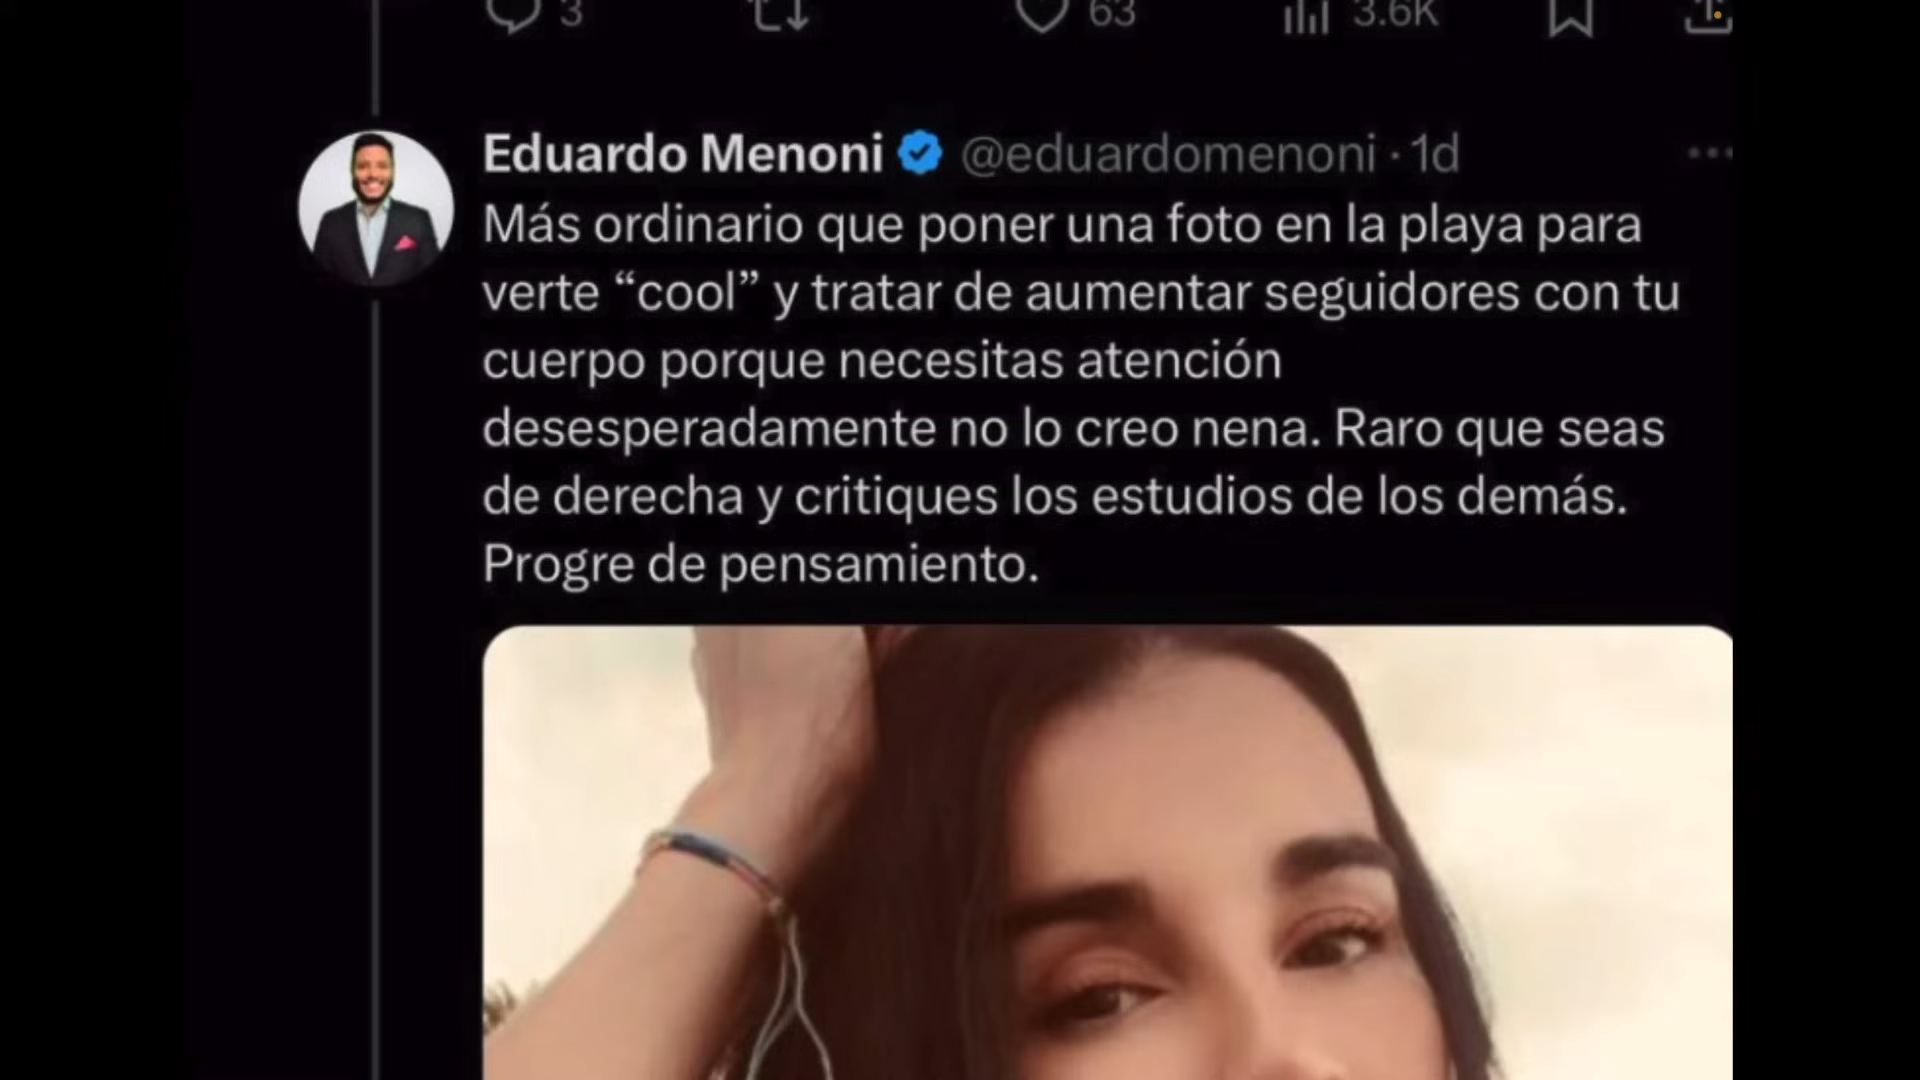 3 63 3.6K
Eduardo Menoni @eduardomenoni · 1d
Más ordinario que poner una foto en la playa para
verte “cool” y tratar de aumentar seguidores con tu
cuerpo porque necesitas atención
desesperadamente no lo creo nena. Raro que seas
de derecha y critiques los estudios de los demás.
Progre de pensamiento.